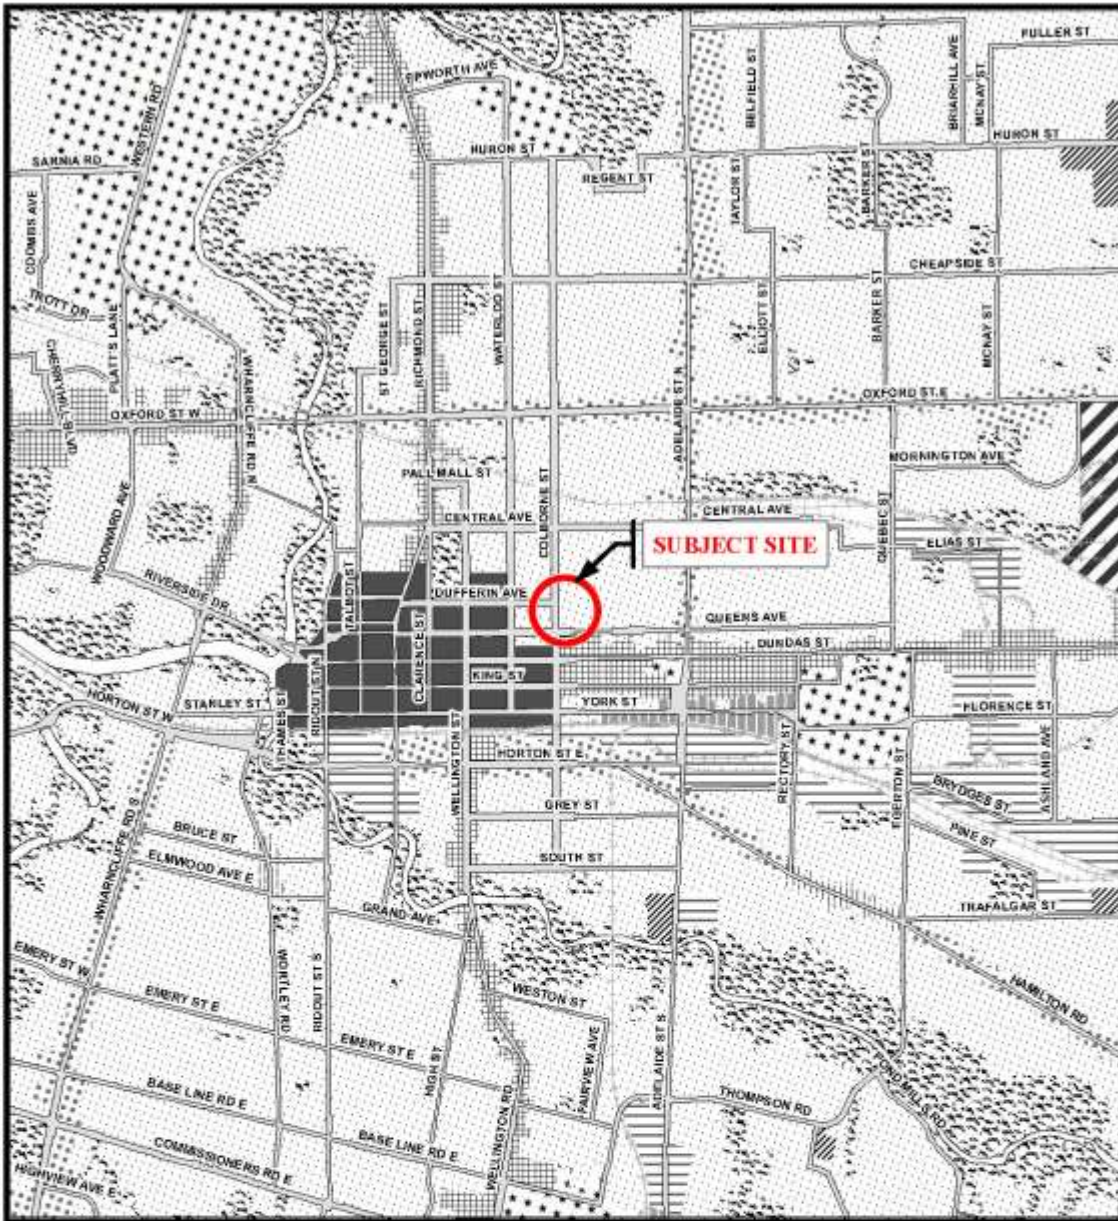 FULLER ST
EPWORTH AVE
BELFIELD ST
BRIARHILL AVE
MCNAY ST
WESTERN RD
HURON ST
HURON ST
SARNIA RD
REGENT ST
TAYLOR ST
BARKER ST
COOMBS AVE
CHEAPSIDE ST
TROTT DR
PLATT'S LANE
ST GEORGE ST
RICHMOND ST
WATERLOO ST
ELLIOTT ST
BARKER ST
MCNAY ST
CHERRYHILL BLVD
WHARNCLIFFE RD N
ADELAIDE ST N
OXFORD ST W
OXFORD ST E
PALL MALL ST
MORNINGTON AVE
WOODWARD AVE
COLBORNE ST
CENTRAL AVE
CENTRAL AVE
QUEBEC ST
ELIAS ST
SUBJECT SITE
RIVERSIDE DR
TALBOT ST
DUFFERIN AVE
CLARENCE ST
QUEENS AVE
DUNDAS ST
KING ST
HORTON ST W
STANLEY ST
THAMES ST
RIDOUT ST N
YORK ST
FLORENCE ST
WELLINGTON ST
HORTON ST E
RECTORY ST
EGERTON ST
ASHLAND AVE
BRYDGES ST
GREY ST
PINE ST
WHARNCLIFFE RD S
BRUCE ST
ELMWOOD AVE E
SOUTH ST
TRAFALGAR ST
GRAND AVE
EMERY ST W
WORTLEY RD
RIDOUT ST S
WESTON ST
HAMILTON RD
EMERY ST E
EMERY ST E
HIGH ST
FAIRVIEW AVE
ADELAIDE ST S
POND MILLS RD
BASE LINE RD E
THOMPSON RD
WELLINGTON RD
BASE LINE RD E
COMMISSIONERS RD E
HIGHVIEW AVE E